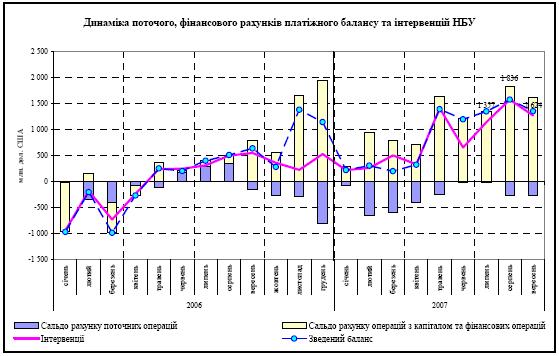 Динаміка поточного, фінансового рахунків платіжного балансу та інтервенцій НБУ
млн. дол. США
2 500
2 000
1 500
1 000
500
0
-500
-1 000
-1 500
1 836
січень
лютий
березень
квітень
травень
червень
липень
серпень
вересень
жовтень
листопад
грудень
січень
лютий
березень
квітень
травень
червень
липень
серпень
вересень
2006
2007
Сальдо рахунку поточних операцій
Сальдо рахунку операцій з капіталом та фінансових операцій
Інтервенції
Зведений баланс